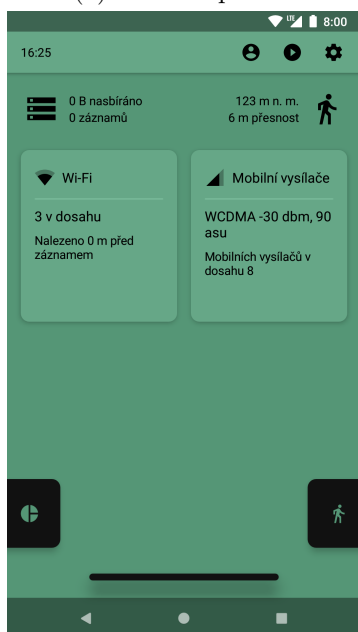 LTE 8:00
16:25
0 B nasbíráno
0 záznamů
123 m n. m.
6 m přesnost
Wi-Fi
3 v dosahu
Nalezeno 0 m před
záznamem
Mobilní vysílače
WCDMA -30 dbm, 90
asu
Mobilních vysílačů v
dosahu 8